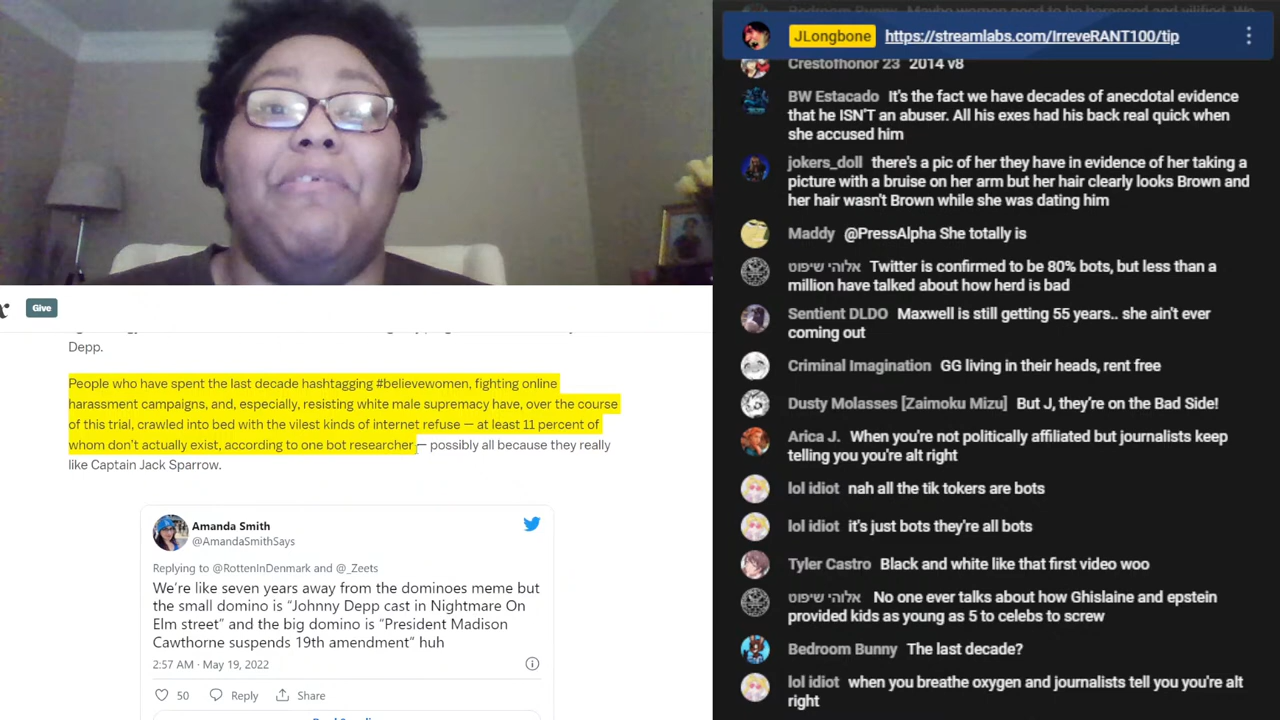 Give
Depp.
People who have spent the last decade hashtagging #believewomen, fighting online
harassment campaigns, and, especially, resisting white male supremacy have, over the course
of this trial, crawled into bed with the vilest kinds of internet refuse — at least 11 percent of
whom don't actually exist, according to one bot researcher — possibly all because they really
like Captain Jack Sparrow.
Amanda Smith
@AmandaSmithSays
Replying to @RottenInDenmark and @_Zeets
We're like seven years away from the dominoes meme but
the small domino is "Johnny Depp cast in Nightmare On
Elm street" and the big domino is "President Madison
Cawthorne suspends 19th amendment" huh
2:57 AM · May 19, 2022
50 Reply Share
JLongbone https://streamlabs.com/IrreveRANT100/tip
Crestofhonor 23 2014 v8
BW Estacado It's the fact we have decades of anecdotal evidence
that he ISN'T an abuser. All his exes had his back real quick when
she accused him
jokers_doll there's a pic of her they have in evidence of her taking a
picture with a bruise on her arm but her hair clearly looks Brown and
her hair wasn't Brown while she was dating him
Maddy @PressAlpha She totally is
אלוהי שיפוט Twitter is confirmed to be 80% bots, but less than a
million have talked about how herd is bad
Sentient DLDO Maxwell is still getting 55 years.. she ain't ever
coming out
Criminal Imagination GG living in their heads, rent free
Dusty Molasses [Zaimoku Mizu] But J, they're on the Bad Side!
Arica J. When you're not politically affiliated but journalists keep
telling you you're alt right
lol idiot nah all the tik tokers are bots
lol idiot it's just bots they're all bots
Tyler Castro Black and white like that first video woo
אלוהי שיפוט No one ever talks about how Ghislaine and epstein
provided kids as young as 5 to celebs to screw
Bedroom Bunny The last decade?
lol idiot when you breathe oxygen and journalists tell you you're alt
right